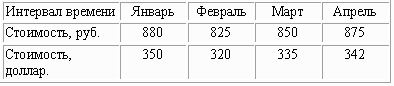 Интервал времени Январь Февраль Март Апрель
Стоимость, руб. 880 825 850 875
Стоимость, доллар. 350 320 335 342